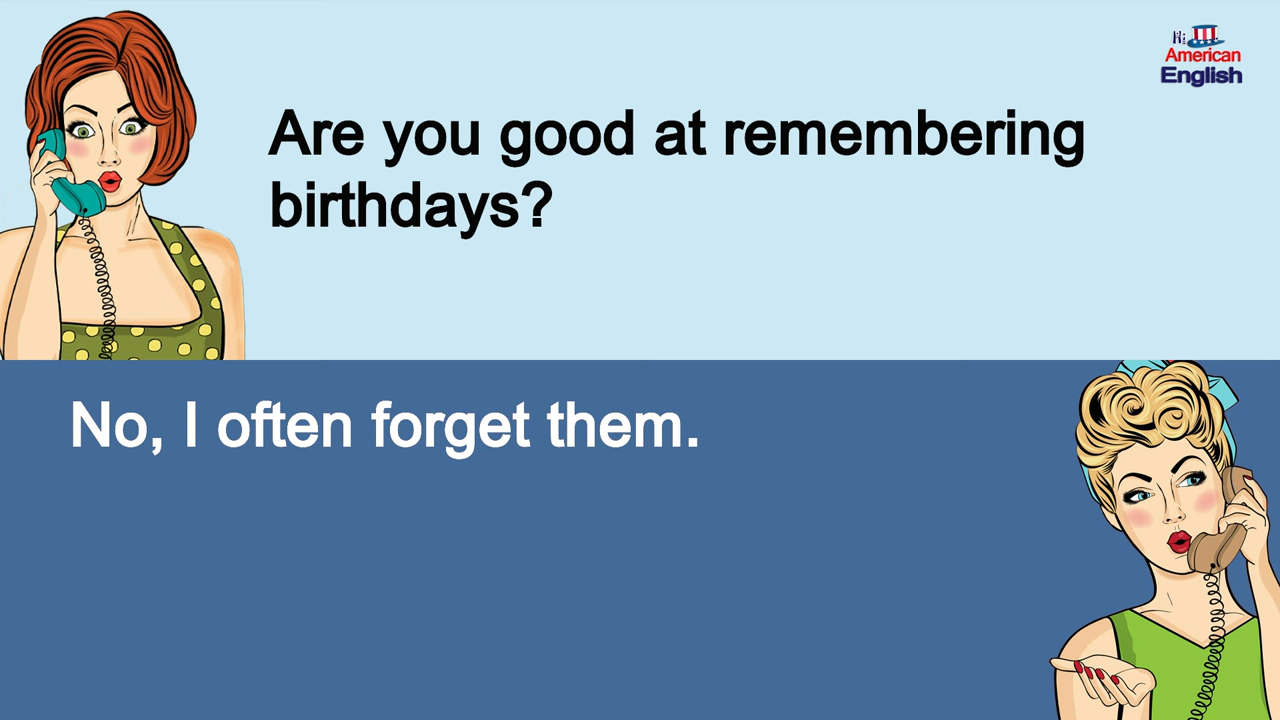 Hi
American
English
Are you good at remembering
birthdays?
No, I often forget them.